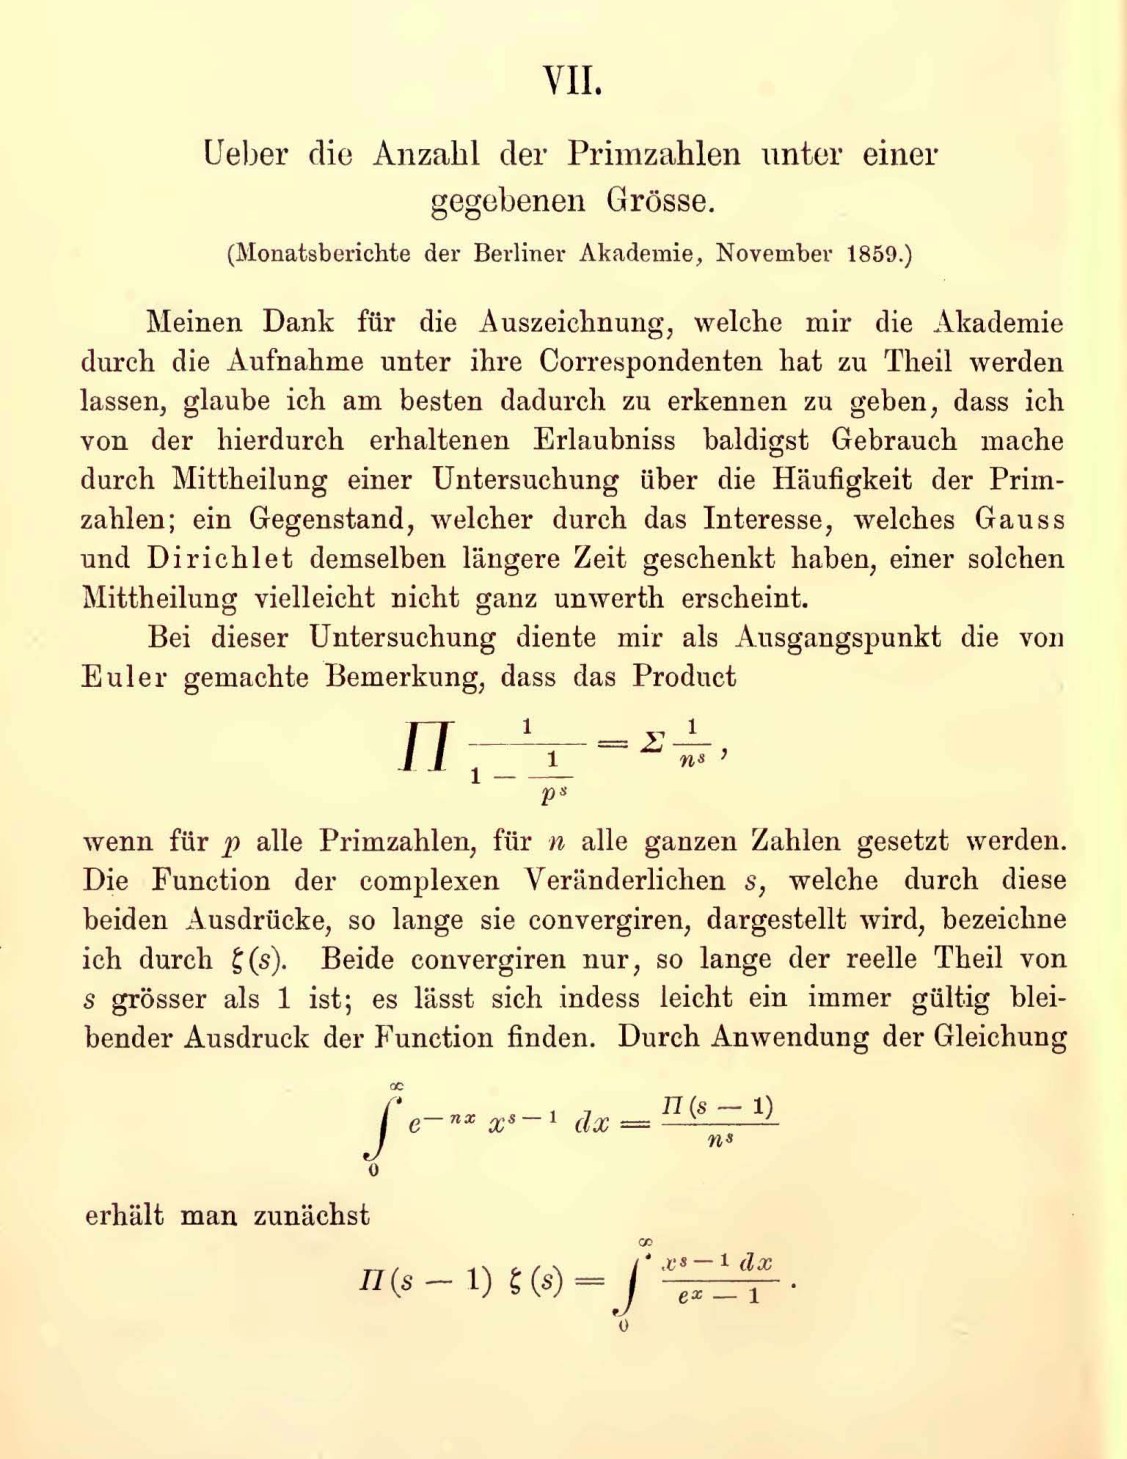 VII.
Ueber die Anzahl der Primzahlen unter einer
gegebenen Grösse.
(Monatsberichte der Berliner Akademie, November 1859.)
Meinen Dank für die Auszeichnung, welche mir die Akademie
durch die Aufnahme unter ihre Correspondenten hat zu Theil werden
lassen, glaube ich am besten dadurch zu erkennen zu geben, dass ich
von der hierdurch erhaltenen Erlaubniss baldigst Gebrauch mache
durch Mittheilung einer Untersuchung über die Häufigkeit der Prim-
zahlen; ein Gegenstand, welcher durch das Interesse, welches Gauss
und Dirichlet demselben längere Zeit geschenkt haben, einer solchen
Mittheilung vielleicht nicht ganz unwerth erscheint.
Bei dieser Untersuchung diente mir als Ausgangspunkt die von
Euler gemachte Bemerkung, dass das Product
∏ 1/(1 − 1/p^s) = Σ 1/n^s,
wenn für p alle Primzahlen, für n alle ganzen Zahlen gesetzt werden.
Die Function der complexen Veränderlichen s, welche durch diese
beiden Ausdrücke, so lange sie convergiren, dargestellt wird, bezeichne
ich durch ζ(s). Beide convergiren nur, so lange der reelle Theil von
s grösser als 1 ist; es lässt sich indess leicht ein immer gültig blei-
bender Ausdruck der Function finden. Durch Anwendung der Gleichung
∫_0^∞ e^{−nx} x^{s−1} dx = Π(s − 1)/n^s
erhält man zunächst
Π(s − 1) ζ(s) = ∫_0^∞ x^{s−1} dx/(e^x − 1).